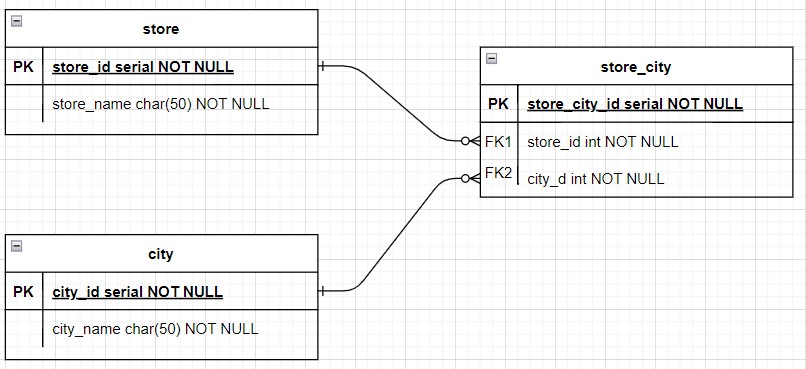 store
PK store_id serial NOT NULL
store_name char(50) NOT NULL
store_city
PK store_city_id serial NOT NULL
FK1 store_id int NOT NULL
FK2 city_d int NOT NULL
city
PK city_id serial NOT NULL
city_name char(50) NOT NULL